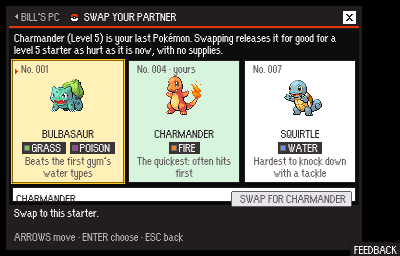 BILL'S PC
SWAP YOUR PARTNER
X
Charmander (Level 5) is your last Pokémon. Swapping releases it for good for a
level 5 starter as hurt as it is now, with no supplies.
No. 001
BULBASAUR
GRASS
POISON
Beats the first gym's
water types
No. 004 · yours
CHARMANDER
FIRE
The quickest: often hits
first
No. 007
SQUIRTLE
WATER
Hardest to knock down
with a tackle
CHARMANDER
SWAP FOR CHARMANDER
Swap to this starter.
ARROWS move · ENTER choose · ESC back
FEEDBACK